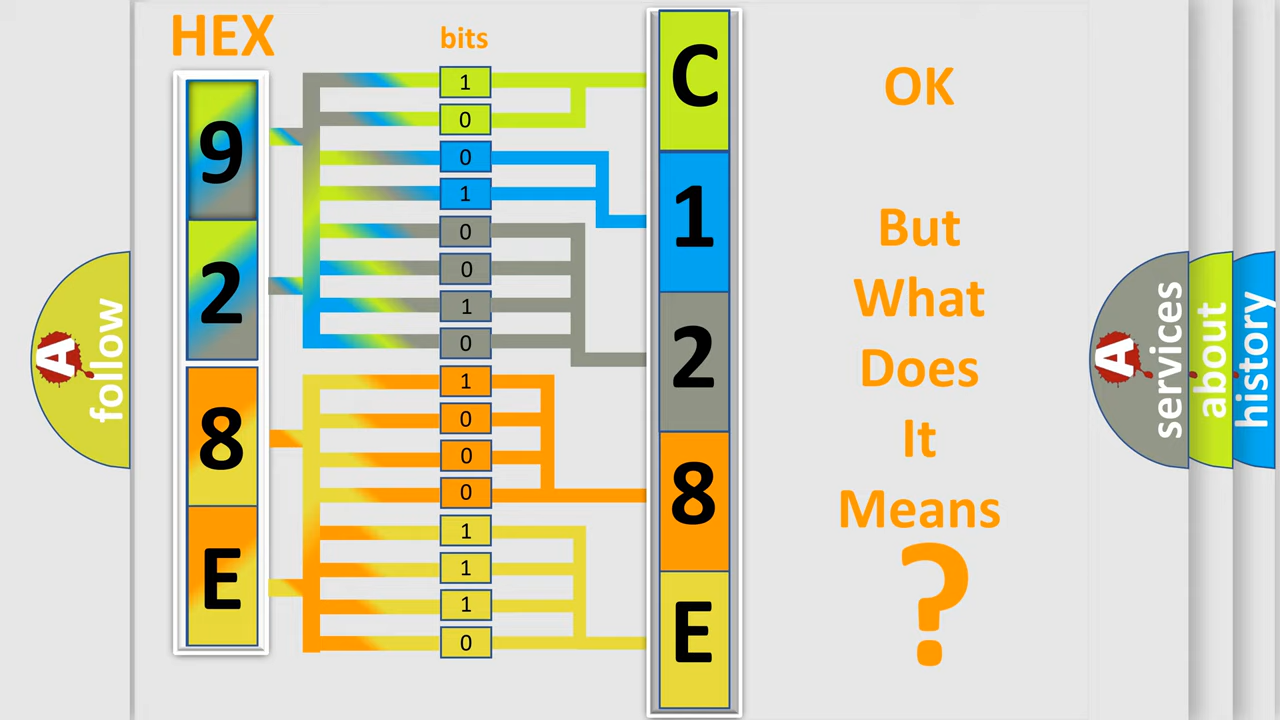 HEX
bits
9
2
8
E
1
0
0
1
0
0
1
0
1
0
0
0
1
1
1
0
C
1
2
8
E
OK
But
What
Does
It
Means
?
A
follow
A
services
about
history